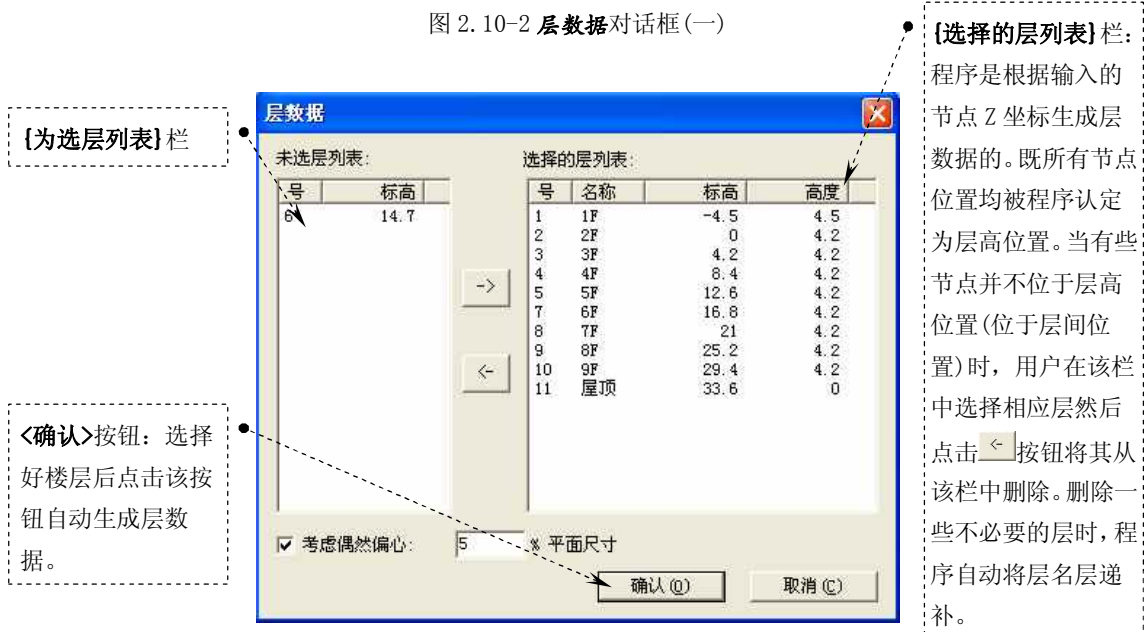 图 2.10-2 层数据对话框(一)
{为选层列表}栏
<确认>按钮：选择
好楼层后点击该按
钮自动生成层数
据。
层数据
未选层列表:
号 标高
6 14.7
->
<-
选择的层列表:
号 名称 标高 高度
1 1F -4.5 4.5
2 2F 0 4.2
3 3F 4.2 4.2
4 4F 8.4 4.2
5 5F 12.6 4.2
7 6F 16.8 4.2
8 7F 21 4.2
9 8F 25.2 4.2
10 9F 29.4 4.2
11 屋顶 33.6 0
考虑偶然偏心: 5 % 平面尺寸
确认(O) 取消(C)
{选择的层列表}栏：
程序是根据输入的
节点 Z 坐标生成层
数据的。既所有节点
位置均被程序认定
为层高位置。当有些
节点并不位于层高
位置(位于层间位
置)时，用户在该栏
中选择相应层然后
点击 <- 按钮将其从
该栏中删除。删除一
些不必要的层时，程
序自动将层名层递
补。